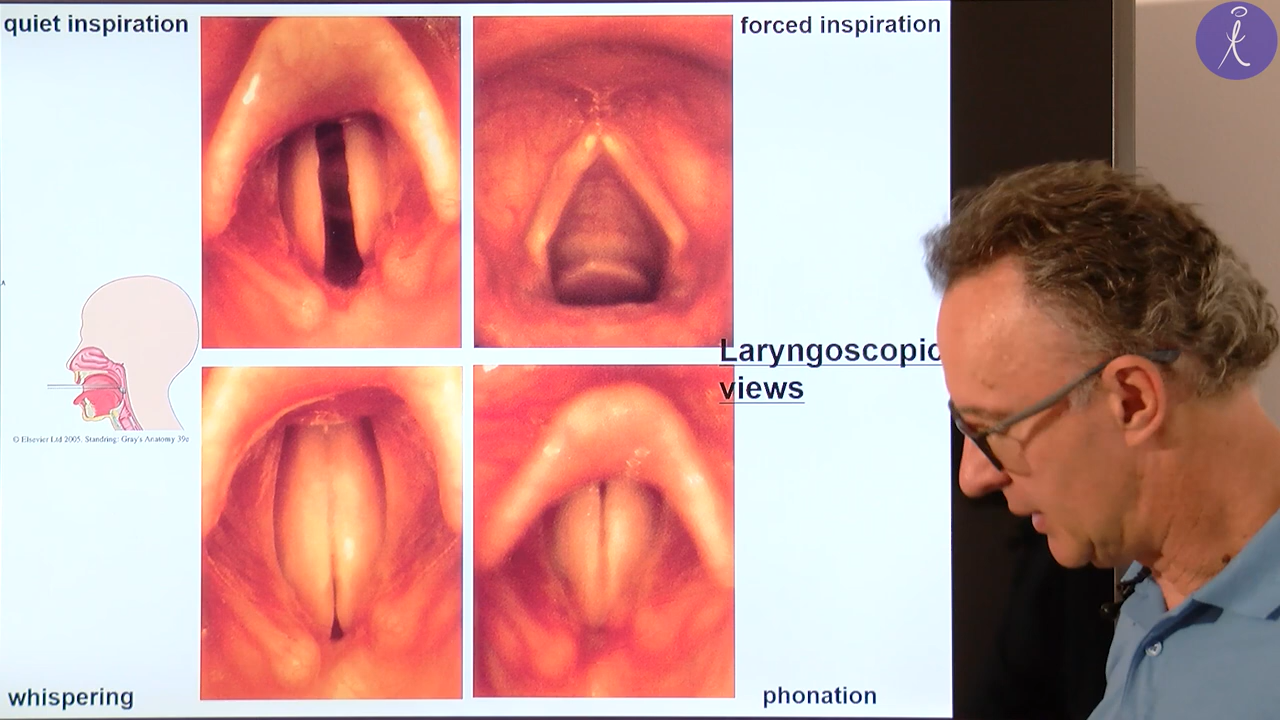 quiet inspiration
forced inspiration
Laryngoscopic
views
© Elsevier Ltd 2005. Standring: Gray's Anatomy 39e
whispering
phonation